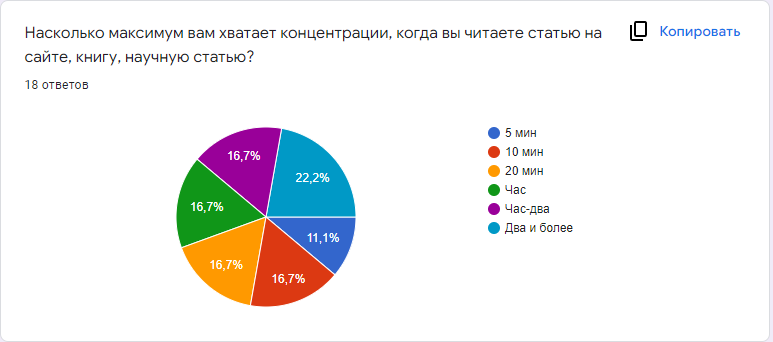 Насколько максимум вам хватает концентрации, когда вы читаете статью на
сайте, книгу, научную статью?
Копировать
18 ответов
16,7%
22,2%
16,7%
11,1%
16,7%
16,7%
5 мин
10 мин
20 мин
Час
Час-два
Два и более